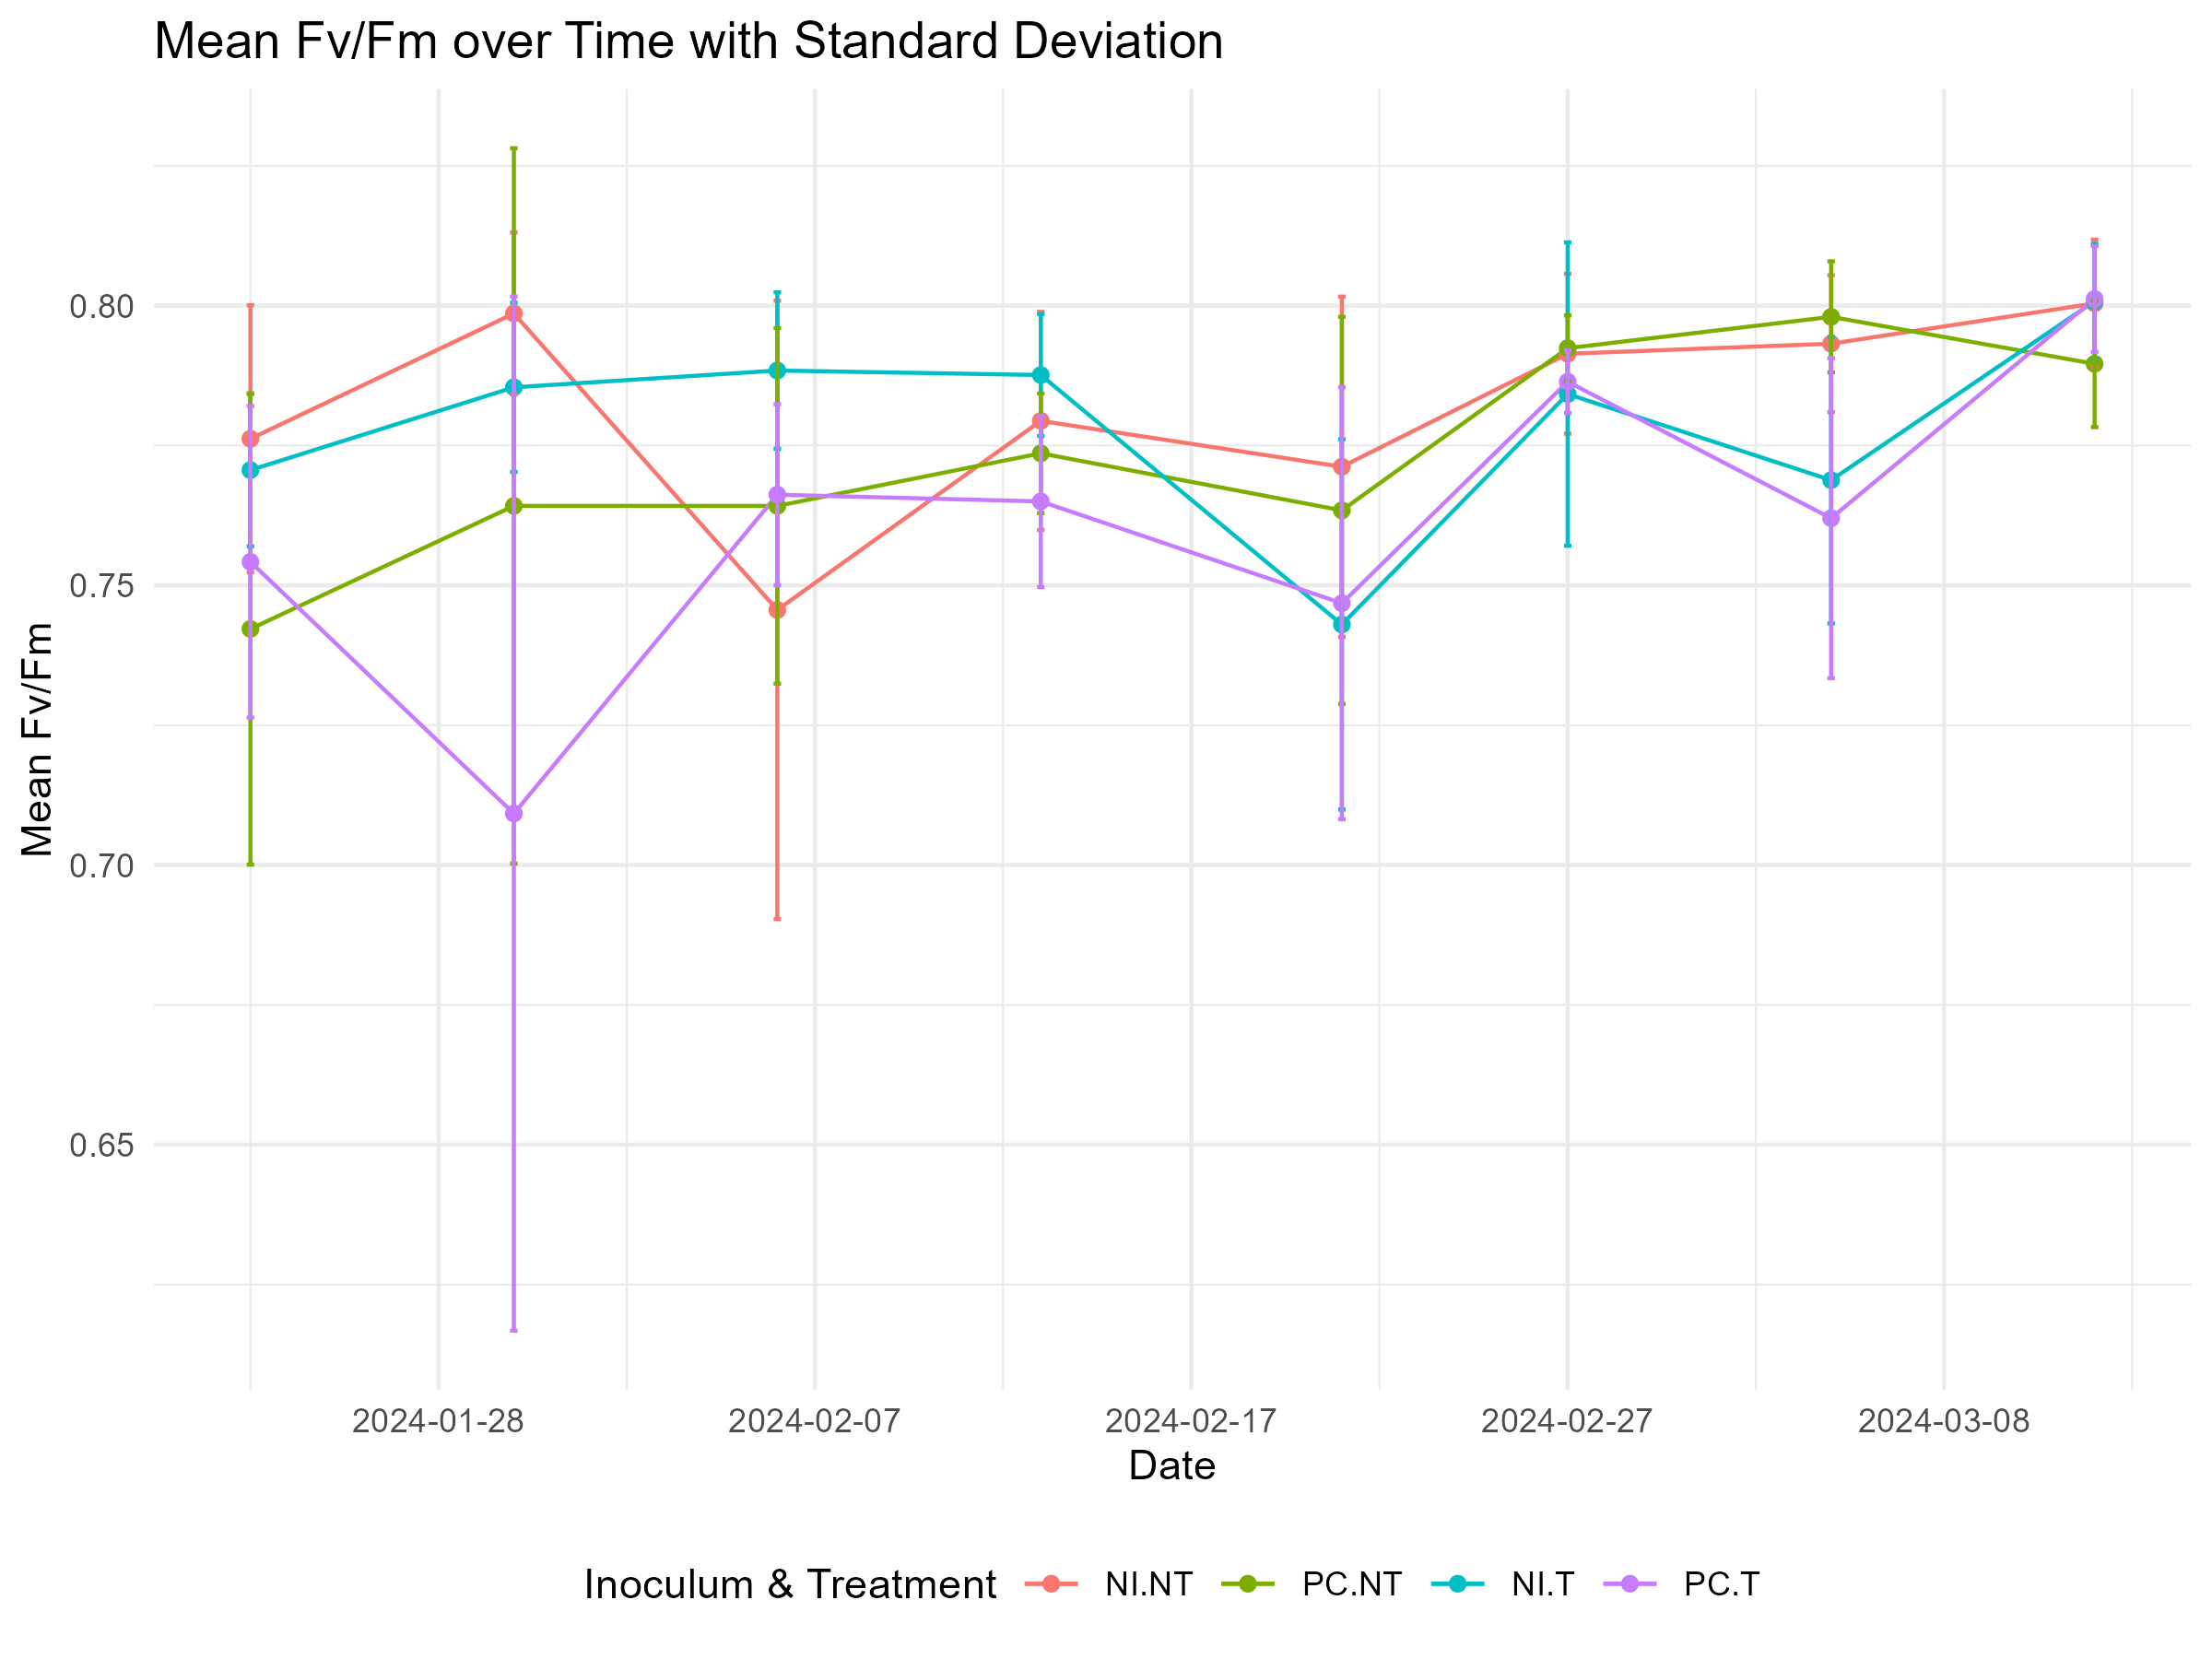 Mean Fv/Fm over Time with Standard Deviation
Mean Fv/Fm
0.80
0.75
0.70
0.65
2024-01-28 2024-02-07 2024-02-17 2024-02-27 2024-03-08
Date
Inoculum & Treatment NI.NT PC.NT NI.T PC.T